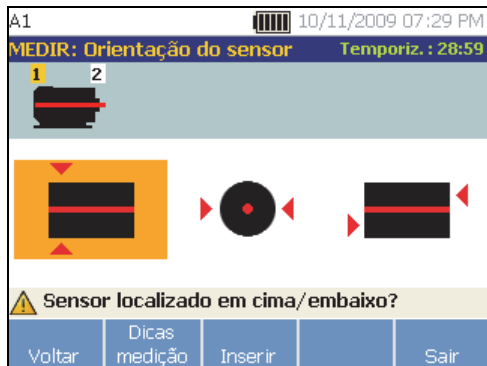 A1 10/11/2009 07:29 PM
MEDIR: Orientação do sensor Temporiz. : 28:59
1 2
Sensor localizado em cima/embaixo?
Voltar Dicas medição Inserir Sair